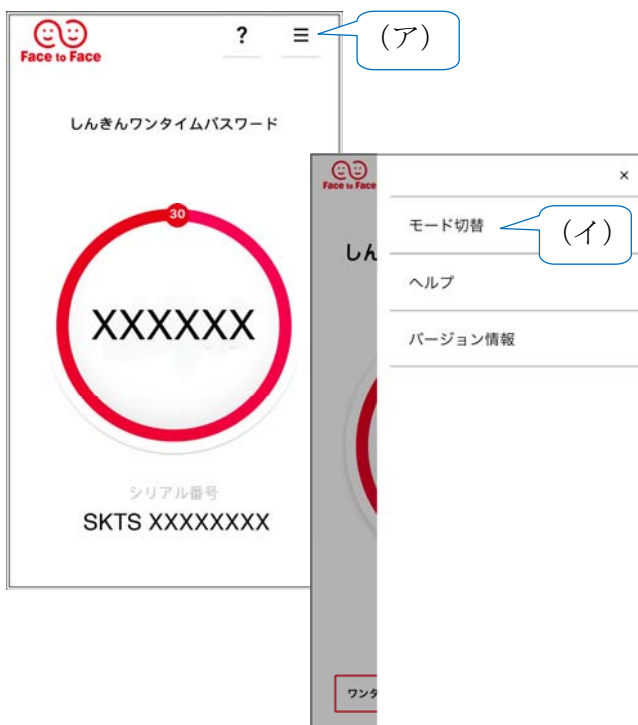 Face to Face
?
≡
(ア)
しんきんワンタイムパスワード
30
XXXXXX
シリアル番号
SKTS XXXXXXXX
Face to Face
×
しん
モード切替
(イ)
ヘルプ
バージョン情報
ワンタ